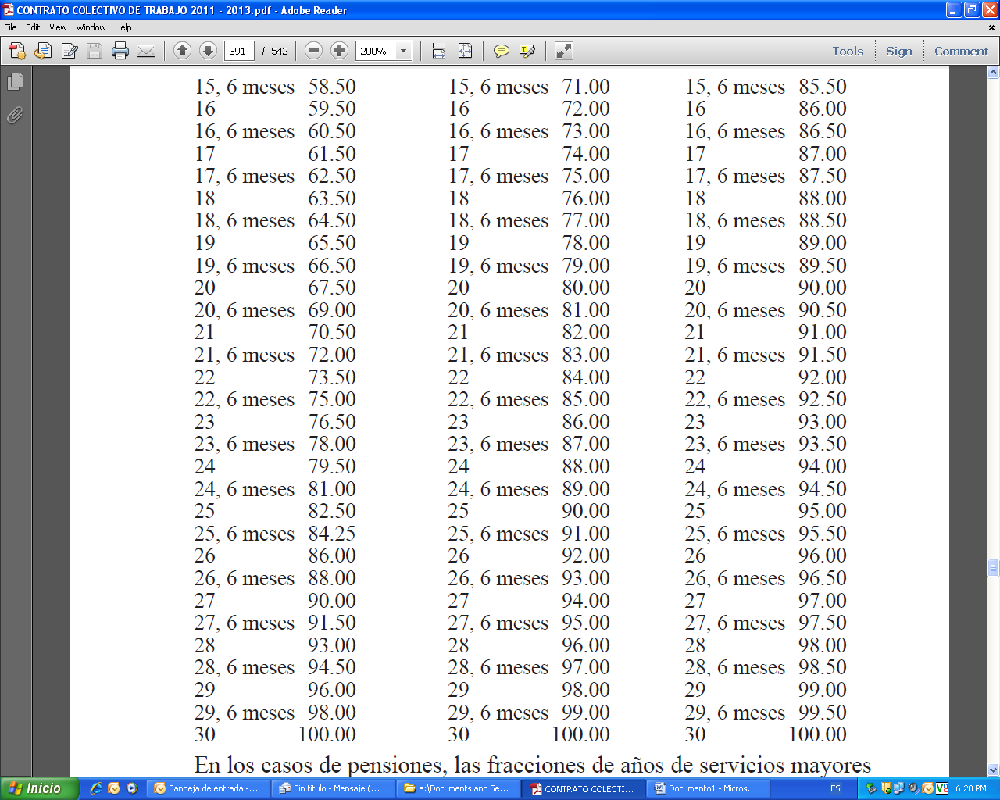 CONTRATO COLECTIVO DE TRABAJO 2011 - 2013.pdf - Adobe Reader
File Edit View Window Help
391 / 542 200% Tools Sign Comment
15, 6 meses 58.50 15, 6 meses 71.00 15, 6 meses 85.50
16 59.50 16 72.00 16 86.00
16, 6 meses 60.50 16, 6 meses 73.00 16, 6 meses 86.50
17 61.50 17 74.00 17 87.00
17, 6 meses 62.50 17, 6 meses 75.00 17, 6 meses 87.50
18 63.50 18 76.00 18 88.00
18, 6 meses 64.50 18, 6 meses 77.00 18, 6 meses 88.50
19 65.50 19 78.00 19 89.00
19, 6 meses 66.50 19, 6 meses 79.00 19, 6 meses 89.50
20 67.50 20 80.00 20 90.00
20, 6 meses 69.00 20, 6 meses 81.00 20, 6 meses 90.50
21 70.50 21 82.00 21 91.00
21, 6 meses 72.00 21, 6 meses 83.00 21, 6 meses 91.50
22 73.50 22 84.00 22 92.00
22, 6 meses 75.00 22, 6 meses 85.00 22, 6 meses 92.50
23 76.50 23 86.00 23 93.00
23, 6 meses 78.00 23, 6 meses 87.00 23, 6 meses 93.50
24 79.50 24 88.00 24 94.00
24, 6 meses 81.00 24, 6 meses 89.00 24, 6 meses 94.50
25 82.50 25 90.00 25 95.00
25, 6 meses 84.25 25, 6 meses 91.00 25, 6 meses 95.50
26 86.00 26 92.00 26 96.00
26, 6 meses 88.00 26, 6 meses 93.00 26, 6 meses 96.50
27 90.00 27 94.00 27 97.00
27, 6 meses 91.50 27, 6 meses 95.00 27, 6 meses 97.50
28 93.00 28 96.00 28 98.00
28, 6 meses 94.50 28, 6 meses 97.00 28, 6 meses 98.50
29 96.00 29 98.00 29 99.00
29, 6 meses 98.00 29, 6 meses 99.00 29, 6 meses 99.50
30 100.00 30 100.00 30 100.00
En los casos de pensiones, las fracciones de años de servicios mayores
Inicio Bandeja de entrada -... Sin título - Mensaje (... e:\Documents and Se... CONTRATO COLECTI... Documento1 - Micros... ES 6:28 PM